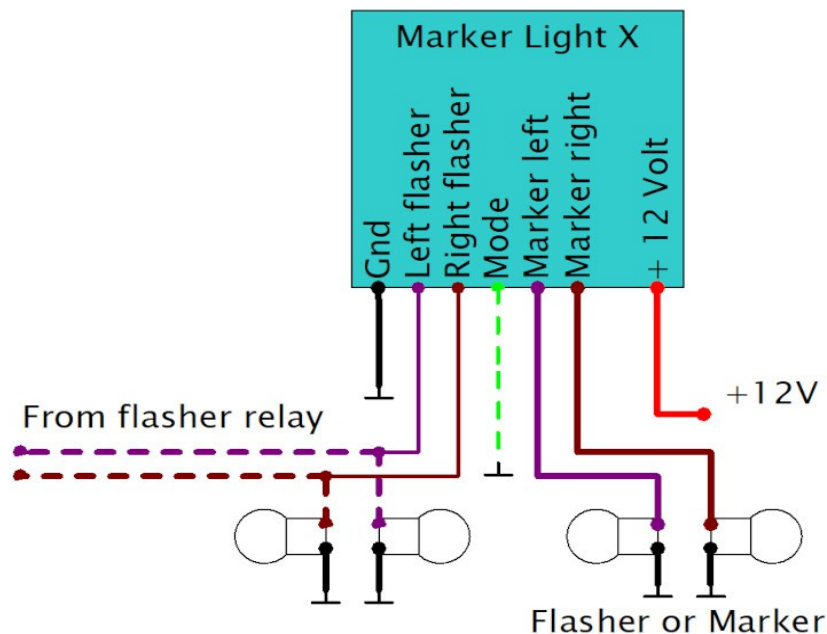 Marker Light X
Gnd
Left flasher
Right flasher
Mode
Marker left
Marker right
+ 12 Volt
+12V
From flasher relay
Flasher or Marker